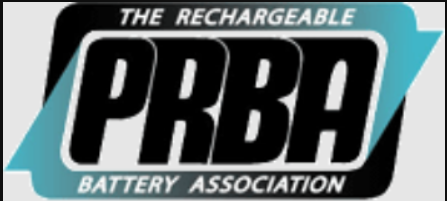 THE RECHARGEABLE
PRBA
BATTERY ASSOCIATION